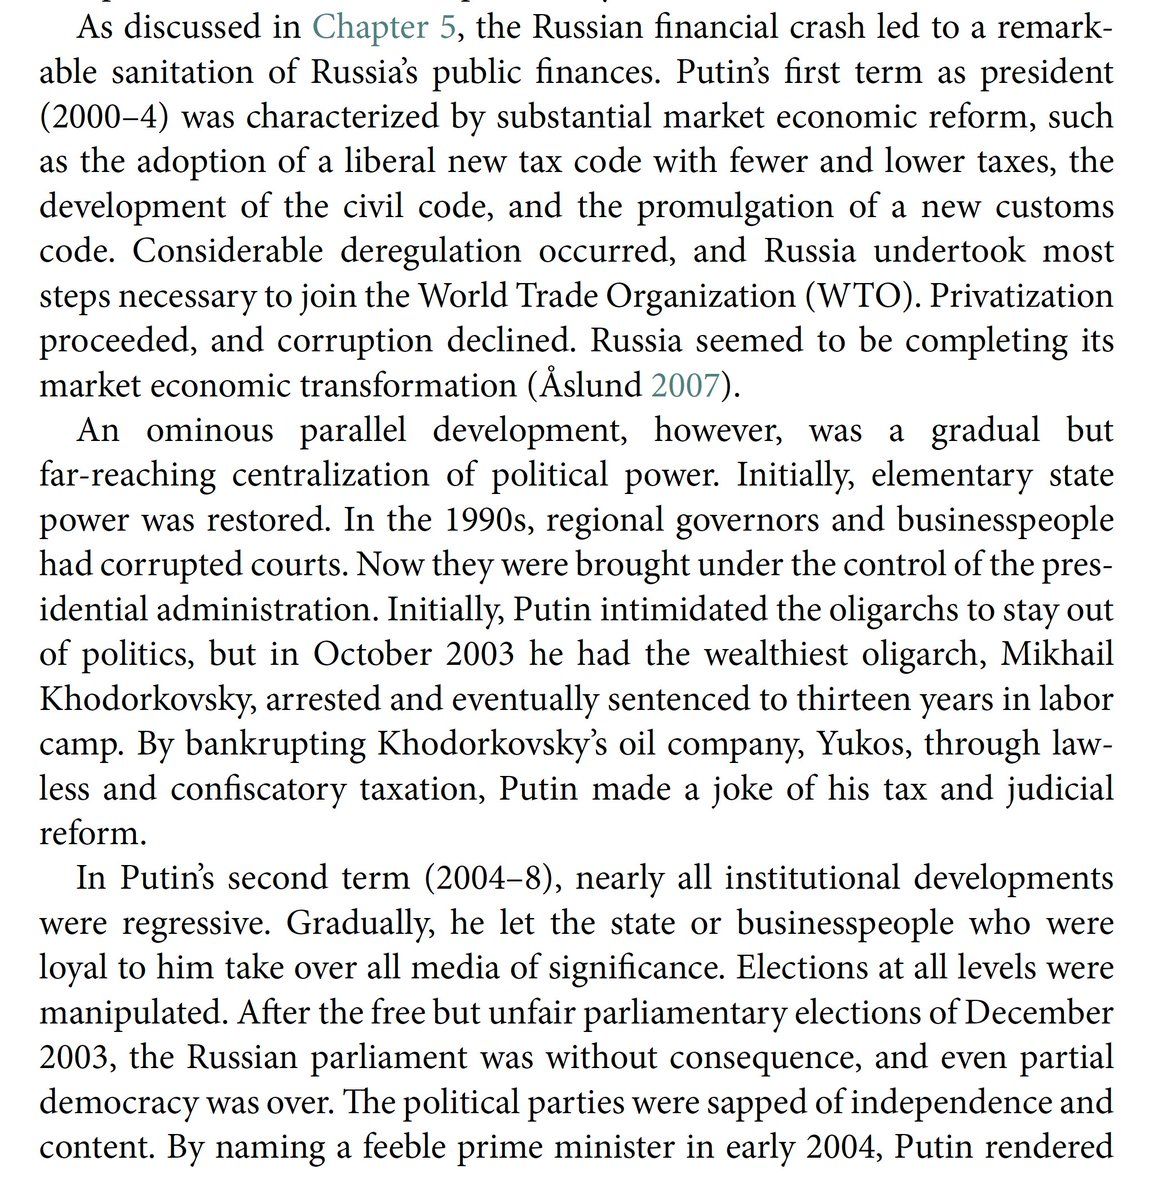 As discussed in Chapter 5, the Russian financial crash led to a remark-
able sanitation of Russia’s public finances. Putin’s first term as president
(2000–4) was characterized by substantial market economic reform, such
as the adoption of a liberal new tax code with fewer and lower taxes, the
development of the civil code, and the promulgation of a new customs
code. Considerable deregulation occurred, and Russia undertook most
steps necessary to join the World Trade Organization (WTO). Privatization
proceeded, and corruption declined. Russia seemed to be completing its
market economic transformation (Åslund 2007).
An ominous parallel development, however, was a gradual but
far-reaching centralization of political power. Initially, elementary state
power was restored. In the 1990s, regional governors and businesspeople
had corrupted courts. Now they were brought under the control of the pres-
idential administration. Initially, Putin intimidated the oligarchs to stay out
of politics, but in October 2003 he had the wealthiest oligarch, Mikhail
Khodorkovsky, arrested and eventually sentenced to thirteen years in labor
camp. By bankrupting Khodorkovsky’s oil company, Yukos, through law-
less and confiscatory taxation, Putin made a joke of his tax and judicial
reform.
In Putin’s second term (2004–8), nearly all institutional developments
were regressive. Gradually, he let the state or businesspeople who were
loyal to him take over all media of significance. Elections at all levels were
manipulated. After the free but unfair parliamentary elections of December
2003, the Russian parliament was without consequence, and even partial
democracy was over. The political parties were sapped of independence and
content. By naming a feeble prime minister in early 2004, Putin rendered